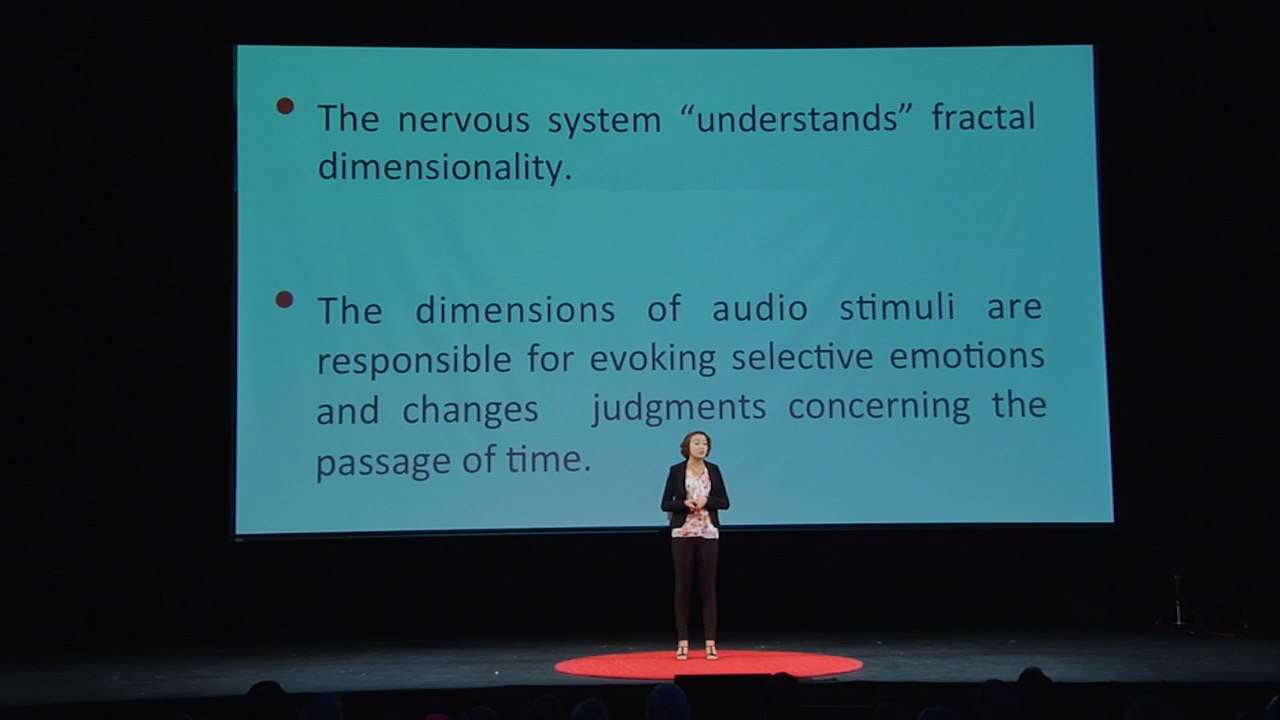 • The nervous system “understands” fractal
dimensionality.
• The dimensions of audio stimuli are
responsible for evoking selective emotions
and changes judgments concerning the
passage of time.